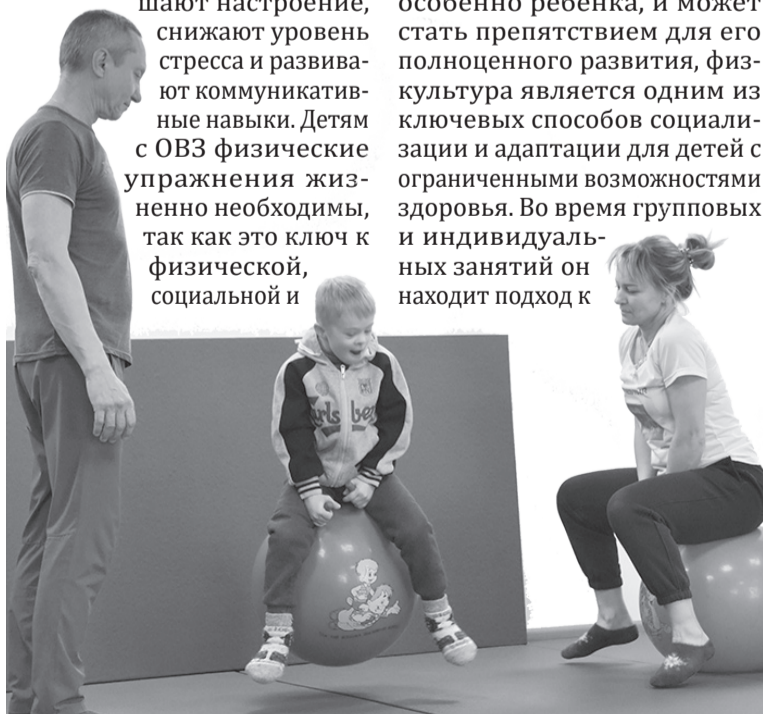 шают настроение,
снижают уровень
стресса и развива-
ют коммуникатив-
ные навыки. Детям
с ОВЗ физические
упражнения жиз-
ненно необходимы,
так как это ключ к
физической,
социальной и
особенно ребенка, и может
стать препятствием для его
полноценного развития, физ-
культура является одним из
ключевых способов социали-
зации и адаптации для детей с
ограниченными возможностями
здоровья. Во время групповых
и индивидуаль-
ных занятий он
находит подход к